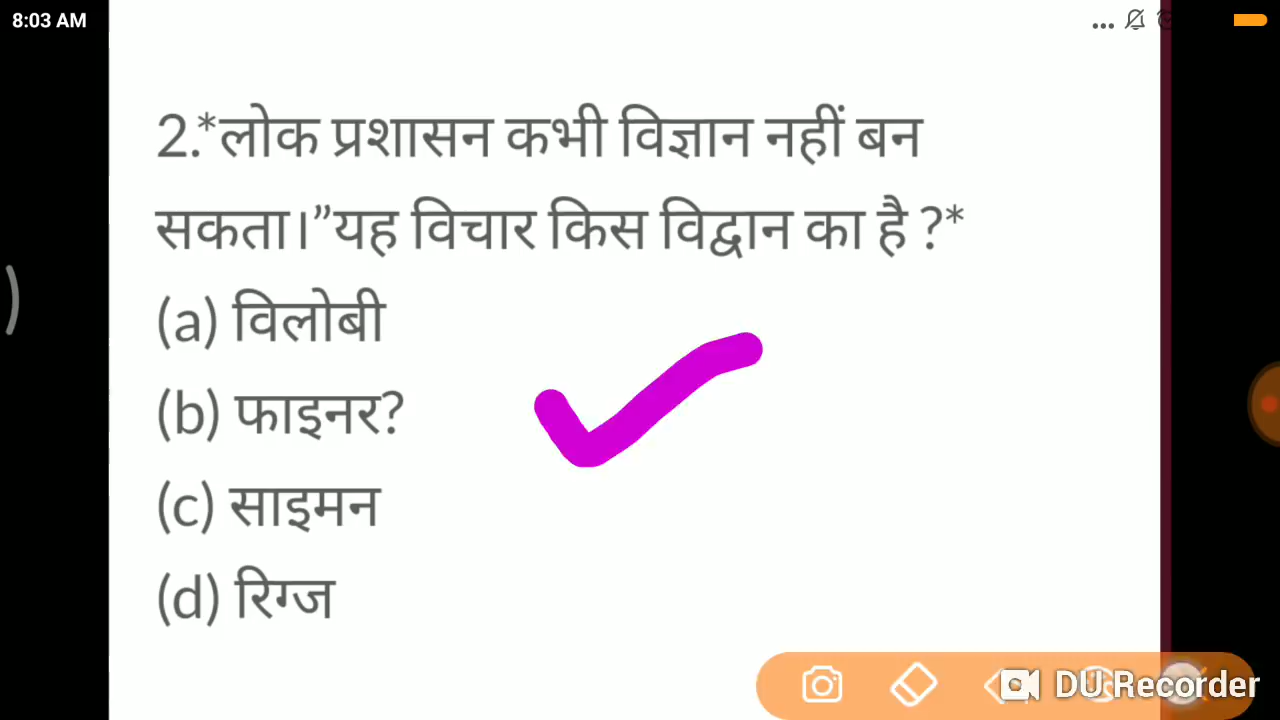 8:03 AM
2.*लोक प्रशासन कभी विज्ञान नहीं बन
सकता।”यह विचार किस विद्वान का है ?*
(a) विलोबी
(b) फाइनर?
(c) साइमन
(d) रिग्ज
DU Recorder